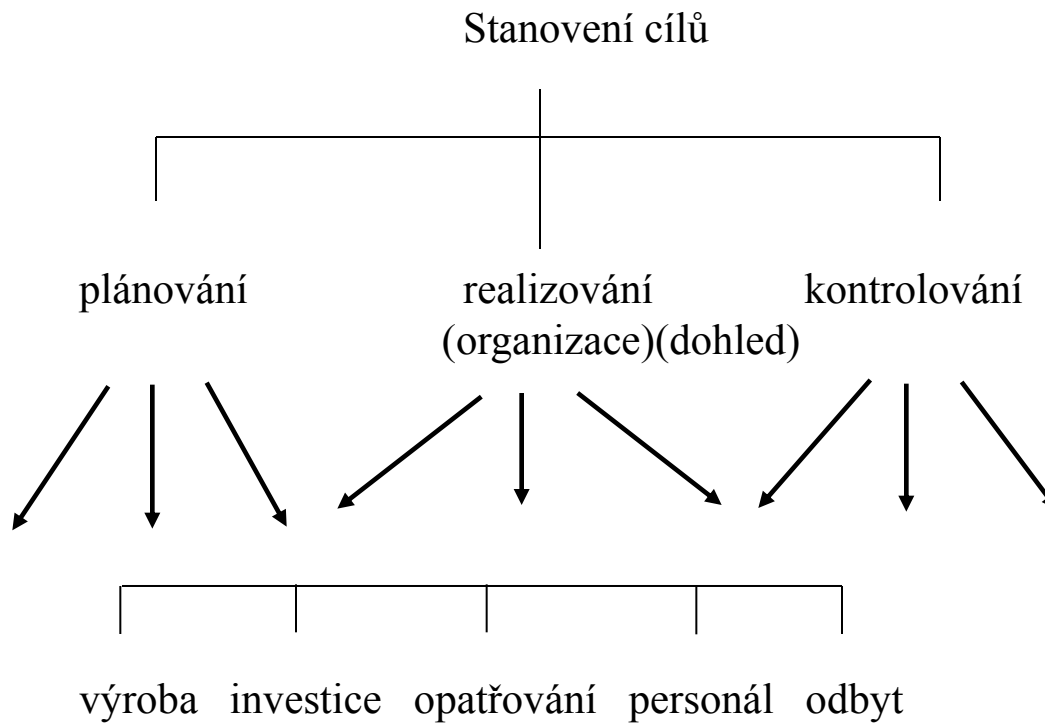 Stanovení cílů
plánování realizování kontrolování
(organizace)(dohled)
výroba investice opatřování personál odbyt